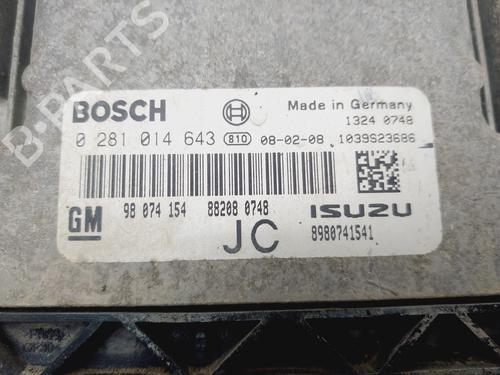 BOSCH
Made in Germany
1324 0748
0 281 014 643 810 08-02-08 1039S23686
GM 98 074 154 88208 0748 ISUZU
JC 8980741541
B-PARTS